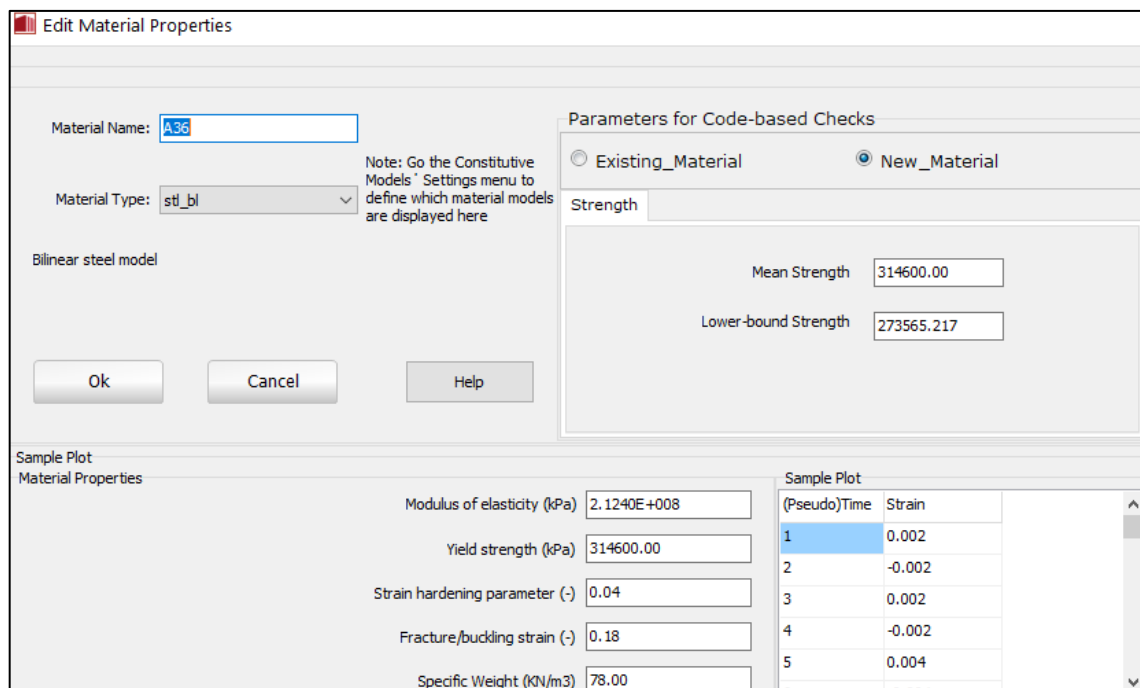 Edit Material Properties
Material Name: A36
Note: Go the Constitutive
Models ' Settings menu to
define which material models
are displayed here
Material Type: stl_bl
Bilinear steel model
Ok Cancel Help
Parameters for Code-based Checks
Existing_Material New_Material
Strength
Mean Strength 314600.00
Lower-bound Strength 273565.217
Sample Plot
Material Properties
Modulus of elasticity (kPa) 2.1240E+008
Yield strength (kPa) 314600.00
Strain hardening parameter (-) 0.04
Fracture/buckling strain (-) 0.18
Specific Weight (KN/m3) 78.00
Sample Plot
(Pseudo)Time Strain
1 0.002
2 -0.002
3 0.002
4 -0.002
5 0.004